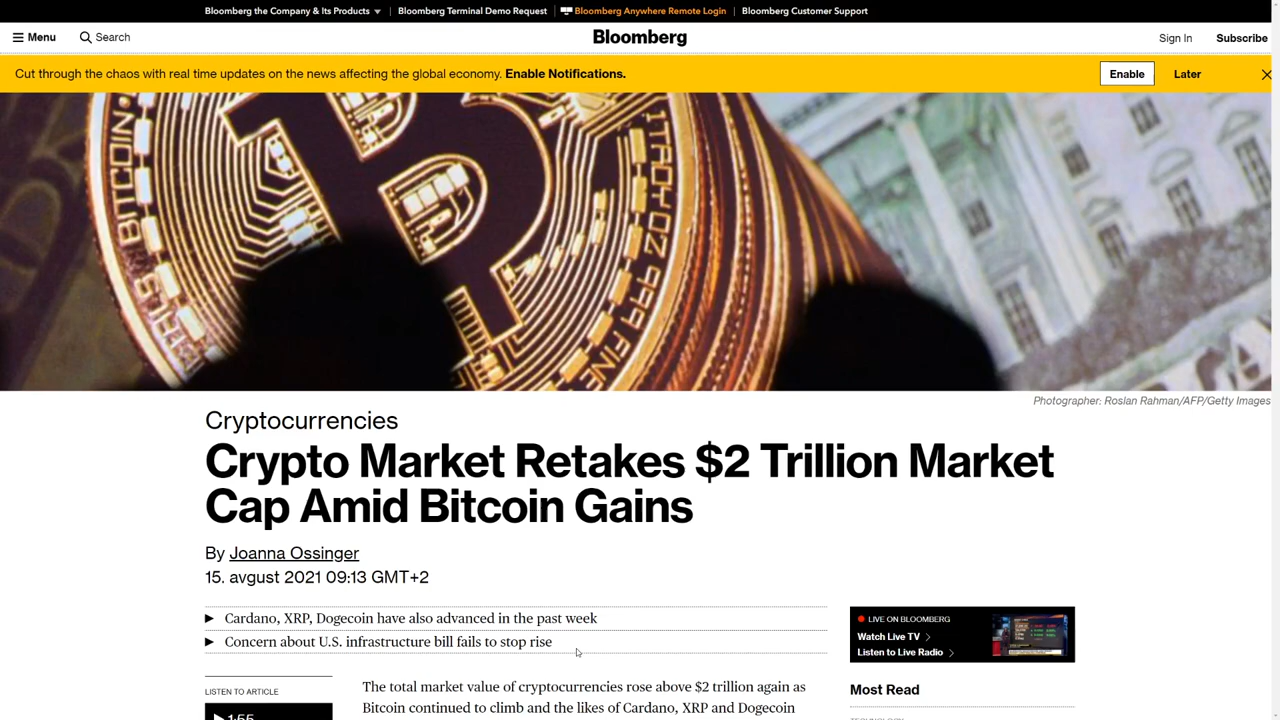 Bloomberg the Company & Its Products
Bloomberg Terminal Demo Request
Bloomberg Anywhere Remote Login
Bloomberg Customer Support
Menu
Search
Bloomberg
Sign In
Subscribe
Cut through the chaos with real time updates on the news affecting the global economy. Enable Notifications.
Enable
Later
BITCOIN
999 FINE
Photographer: Roslan Rahman/AFP/Getty Images
Cryptocurrencies
Crypto Market Retakes $2 Trillion Market
Cap Amid Bitcoin Gains
By Joanna Ossinger
15. avgust 2021 09:13 GMT+2
Cardano, XRP, Dogecoin have also advanced in the past week
Concern about U.S. infrastructure bill fails to stop rise
LIVE ON BLOOMBERG
Watch Live TV
Listen to Live Radio
LISTEN TO ARTICLE
1:55
The total market value of cryptocurrencies rose above $2 trillion again as
Bitcoin continued to climb and the likes of Cardano, XRP and Dogecoin
Most Read